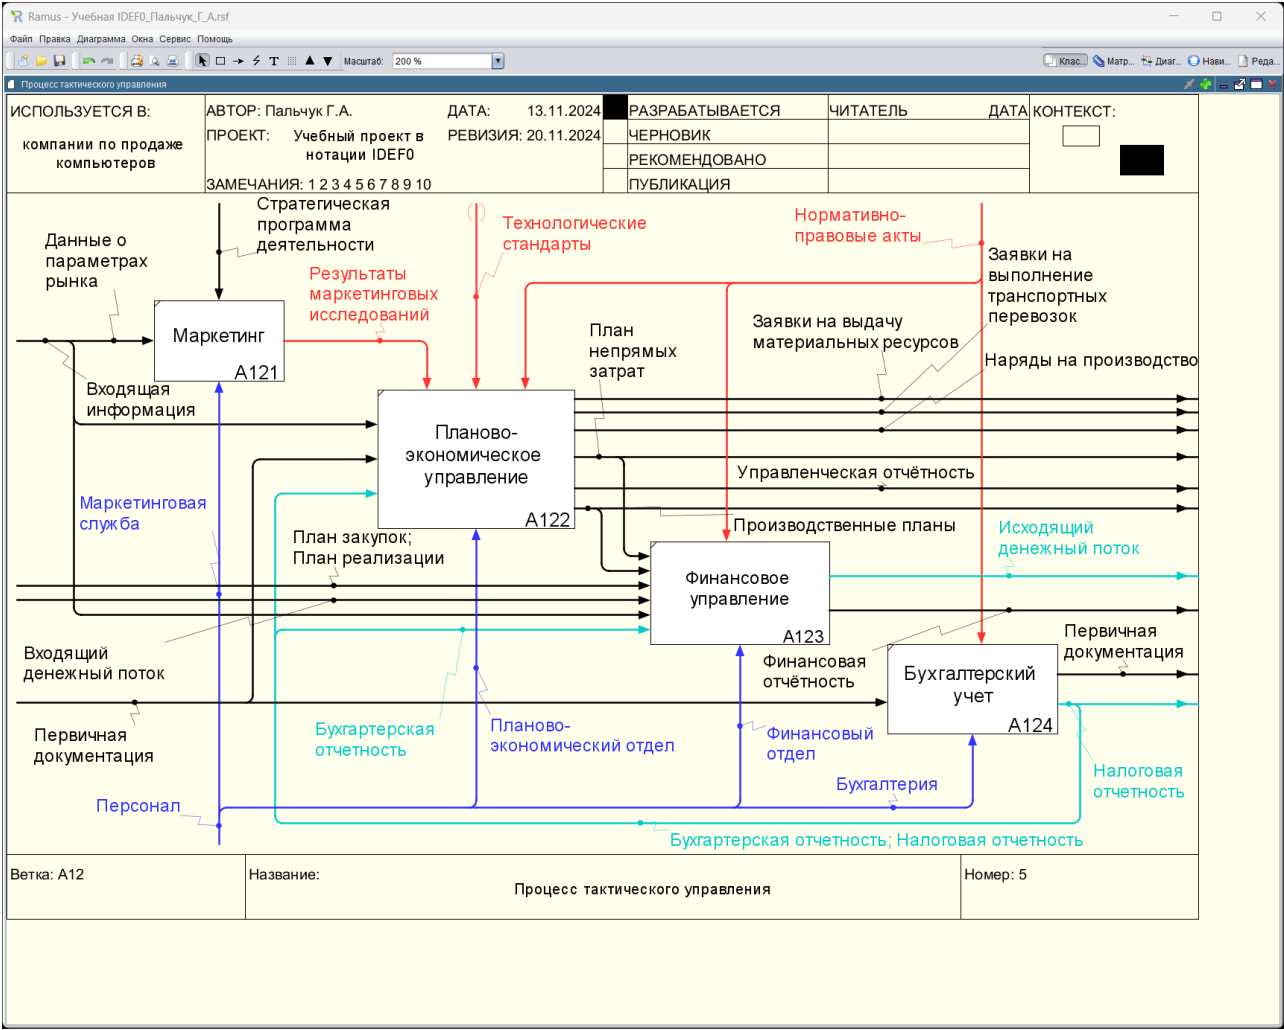 Ramus - Учебная IDEF0_Пальчук_Г_А.rsf
Файл Правка Диаграмма Окна Сервис Помощь
Масштаб: 200 %
Клас... Матр... Диаг... Нави... Реда...
Процесс тактического управления
ИСПОЛЬЗУЕТСЯ В:
компании по продаже
компьютеров
АВТОР: Пальчук Г.А.
ДАТА: 13.11.2024
ПРОЕКТ: Учебный проект в
нотации IDEF0
РЕВИЗИЯ: 20.11.2024
ЗАМЕЧАНИЯ: 1 2 3 4 5 6 7 8 9 10
РАЗРАБАТЫВАЕТСЯ
ЧЕРНОВИК
РЕКОМЕНДОВАНО
ПУБЛИКАЦИЯ
ЧИТАТЕЛЬ ДАТА
КОНТЕКСТ:
Стратегическая
программа
деятельности
Данные о
параметрах
рынка
Результаты
маркетинговых
исследований
Технологические
стандарты
Нормативно-
правовые акты
Заявки на
выполнение
транспортных
перевозок
Маркетинг
A121
План
непрямых
затрат
Заявки на выдачу
материальных ресурсов
Наряды на производство
Входящая
информация
Планово-
экономическое
управление
A122
Управленческая отчётность
Маркетинговая
служба
План закупок;
План реализации
Производственные планы
Исходящий
денежный поток
Финансовое
управление
A123
Входящий
денежный поток
Финансовая
отчётность
Первичная
документация
Бухгалтерский
учет
A124
Первичная
документация
Бухгартерская
отчетность
Планово-
экономический отдел
Финансовый
отдел
Налоговая
отчетность
Персонал
Бухгалтерия
Бухгартерская отчетность; Налоговая отчетность
Ветка: A12
Название:
Процесс тактического управления
Номер: 5